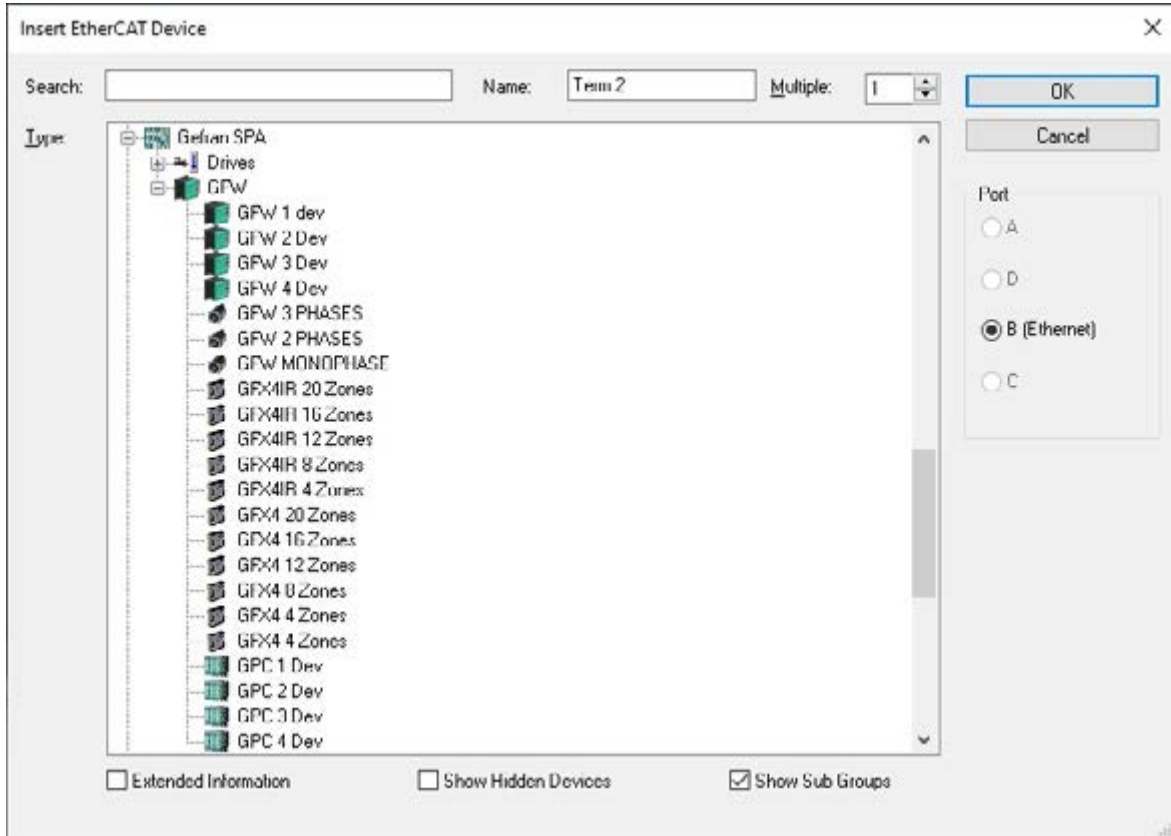 Insert EtherCAT Device
Search:
Name: Term 2
Multiple: 1
OK
Type:
Cancel
Gefran SPA
Drives
GFW
GFW 1 dev
GFW 2 Dev
GFW 3 Dev
GFW 4 Dev
GFW 3 PHASES
GFW 2 PHASES
GFW MONOPHASE
GFX4IR 20 Zones
GFX4IR 16 Zones
GFX4IR 12 Zones
GFX4IR 8 Zones
GFX4IR 4 Zones
GFX4 20 Zones
GFX4 16 Zones
GFX4 12 Zones
GFX4 8 Zones
GFX4 4 Zones
GFX4 4 Zones
GPC 1 Dev
GPC 2 Dev
GPC 3 Dev
GPC 4 Dev
Port
A
D
B (Ethernet)
C
Extended Information
Show Hidden Devices
Show Sub Groups